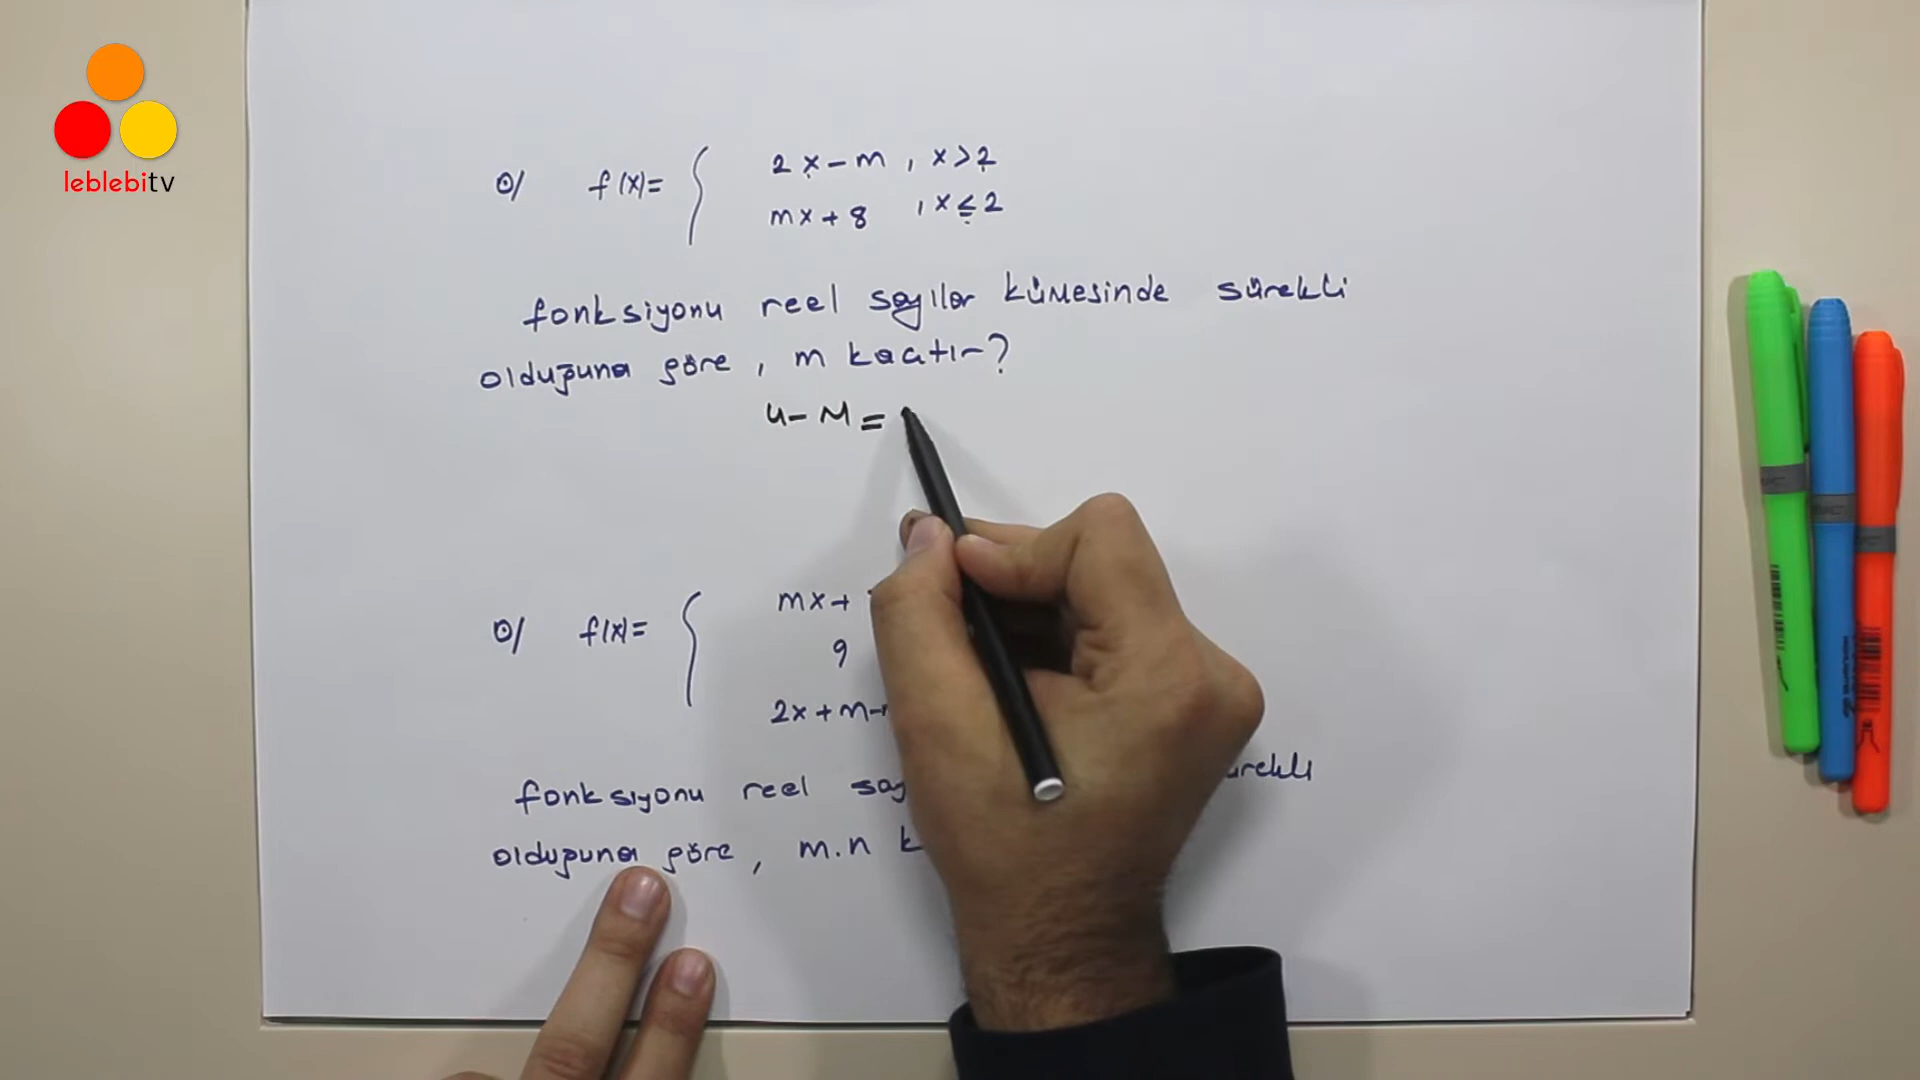 leblebitv
f(x)= { 2x-m , x>2
mx+8 , x≤2
fonksiyonu reel sayılar kümesinde sürekli
olduğuna göre , m kaçtır?
4-m=
f(x)= { mx+
9
2x+m-
fonksiyonu reel
olduğuna göre , m.n